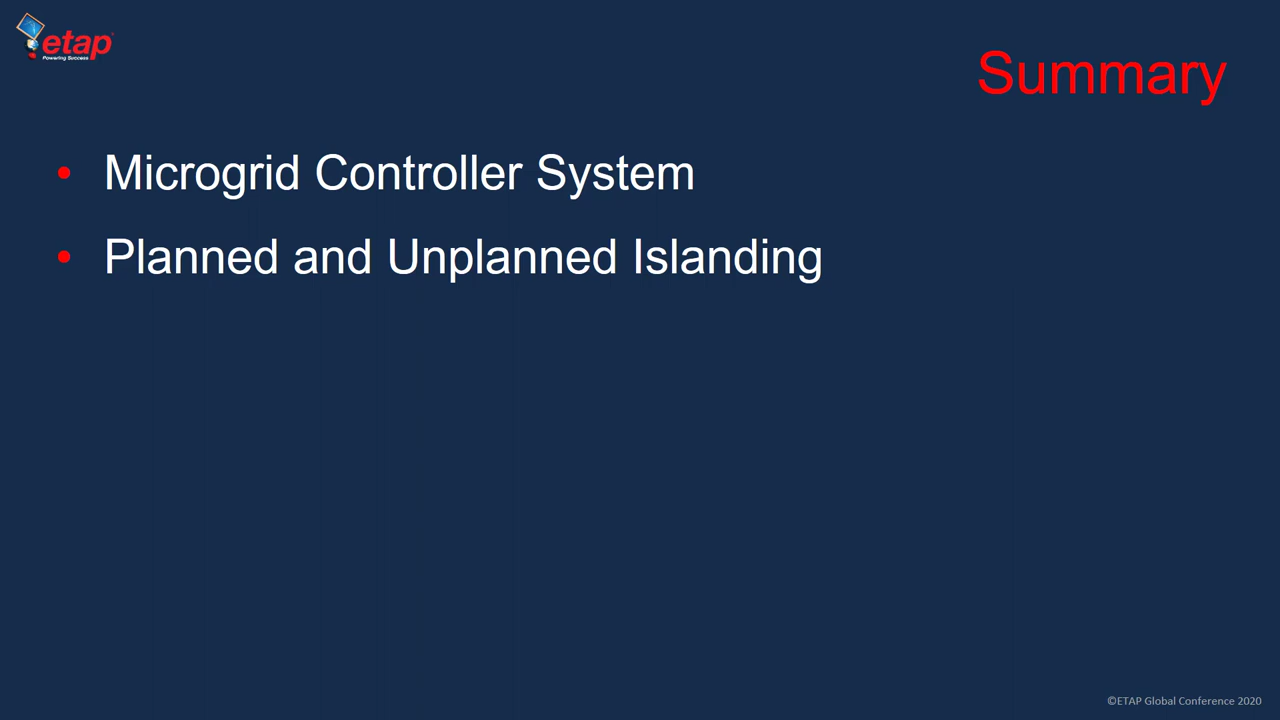 etap
Powering Success
Summary
• Microgrid Controller System
• Planned and Unplanned Islanding
©ETAP Global Conference 2020